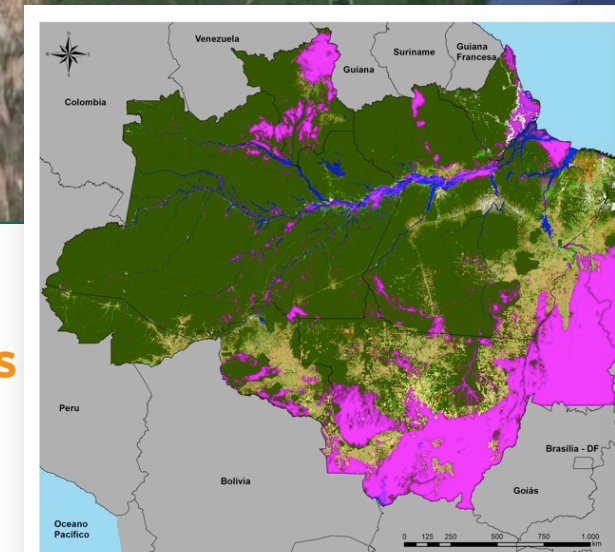 Venezuela
Suriname
Guiana
Francesa
Guiana
Colombia
s
Peru
Brasília - DF
Bolívia
Goiás
Oceano
Pacífico
0 125 250 500 750 1.000
km